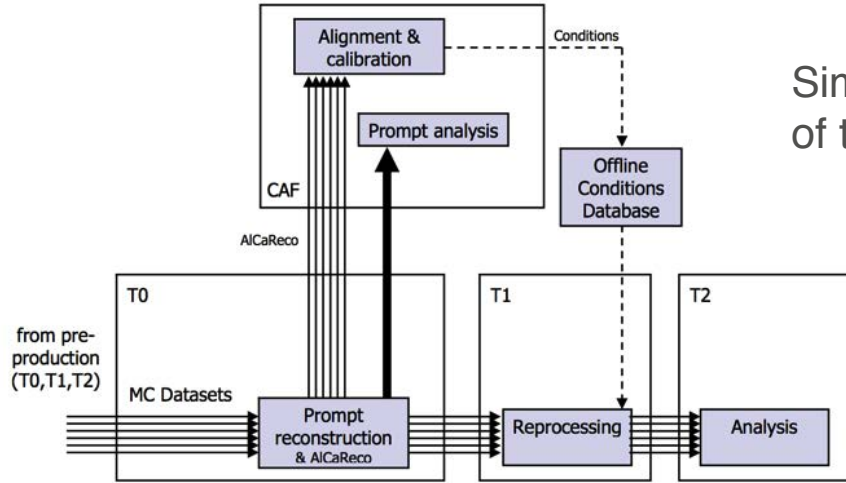 Alignment &
calibration
Conditions
Prompt analysis
CAF
Offline
Conditions
Database
of t
AlCaReco
T0
T1
T2
from pre-
production
(T0,T1,T2)
MC Datasets
Prompt
reconstruction
& AlCaReco
Reprocessing
Analysis